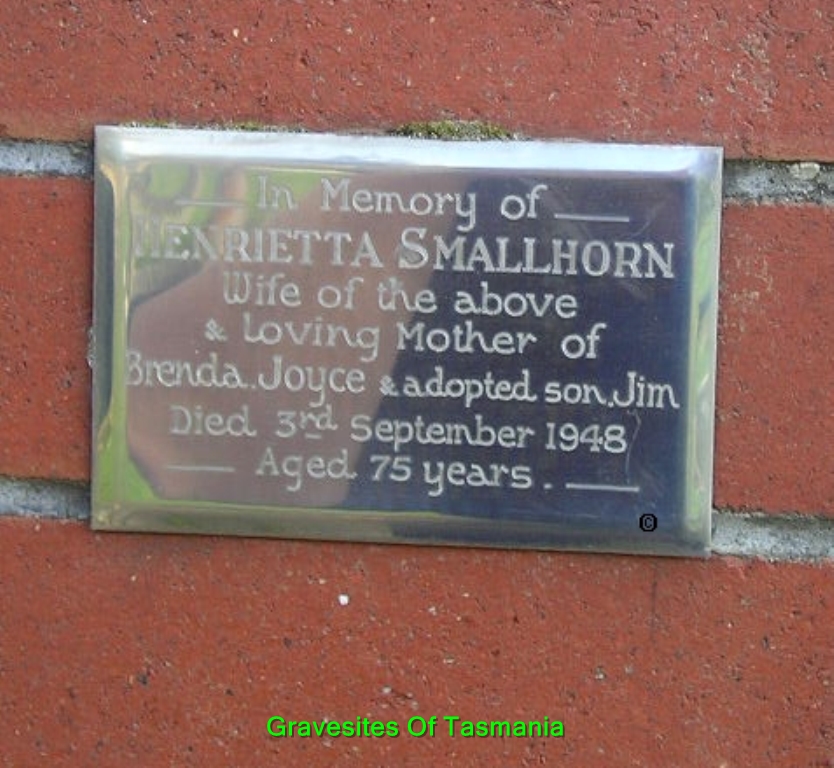 In Memory of
HENRIETTA SMALLHORN
Wife of the above
& loving Mother of
Brenda. Joyce & adopted son. Jim
Died 3rd September 1948
Aged 75 years.
©
Gravesites Of Tasmania